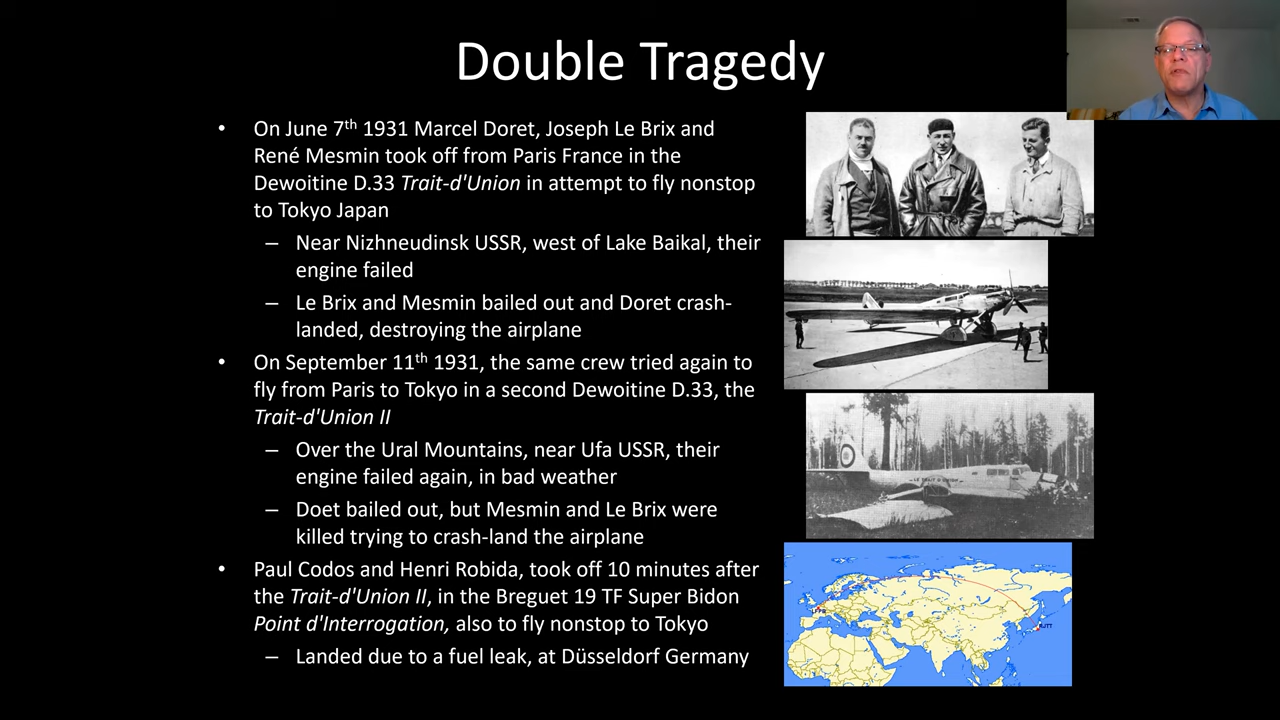 Double Tragedy
• On June 7th 1931 Marcel Doret, Joseph Le Brix and
René Mesmin took off from Paris France in the
Dewoitine D.33 Trait-d'Union in attempt to fly nonstop
to Tokyo Japan
– Near Nizhneudinsk USSR, west of Lake Baikal, their
engine failed
– Le Brix and Mesmin bailed out and Doret crash-
landed, destroying the airplane
• On September 11th 1931, the same crew tried again to
fly from Paris to Tokyo in a second Dewoitine D.33, the
Trait-d'Union II
– Over the Ural Mountains, near Ufa USSR, their
engine failed again, in bad weather
– Doet bailed out, but Mesmin and Le Brix were
killed trying to crash-land the airplane
• Paul Codos and Henri Robida, took off 10 minutes after
the Trait-d'Union II, in the Breguet 19 TF Super Bidon
Point d'Interrogation, also to fly nonstop to Tokyo
– Landed due to a fuel leak, at Düsseldorf Germany
LE TRAIT D'UNION
RJTT